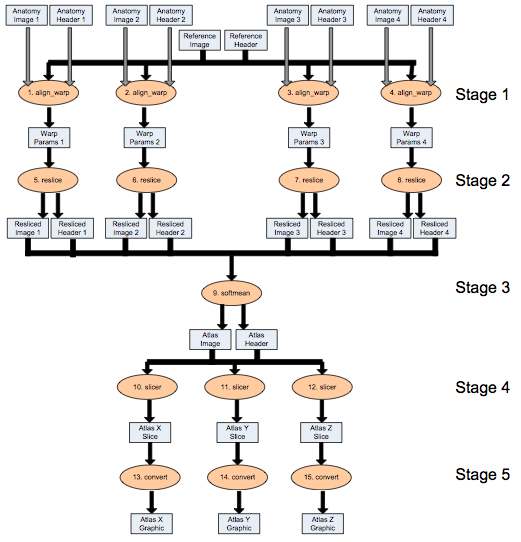 Anatomy Image 1
Anatomy Header 1
Anatomy Image 2
Anatomy Header 2
Anatomy Image 3
Anatomy Header 3
Anatomy Image 4
Anatomy Header 4
Reference Image
Reference Header
1. align_warp
2. align_warp
3. align_warp
4. align_warp
Stage 1
Warp Params 1
Warp Params 2
Warp Params 3
Warp Params 4
5. reslice
6. reslice
7. reslice
8. reslice
Stage 2
Resliced Image 1
Resliced Header 1
Resliced Image 2
Resliced Header 2
Resliced Image 3
Resliced Header 3
Resliced Image 4
Resliced Header 4
9. softmean
Stage 3
Atlas Image
Atlas Header
10. slicer
11. slicer
12. slicer
Stage 4
Atlas X Slice
Atlas Y Slice
Atlas Z Slice
13. convert
14. convert
15. convert
Stage 5
Atlas X Graphic
Atlas Y Graphic
Atlas Z Graphic